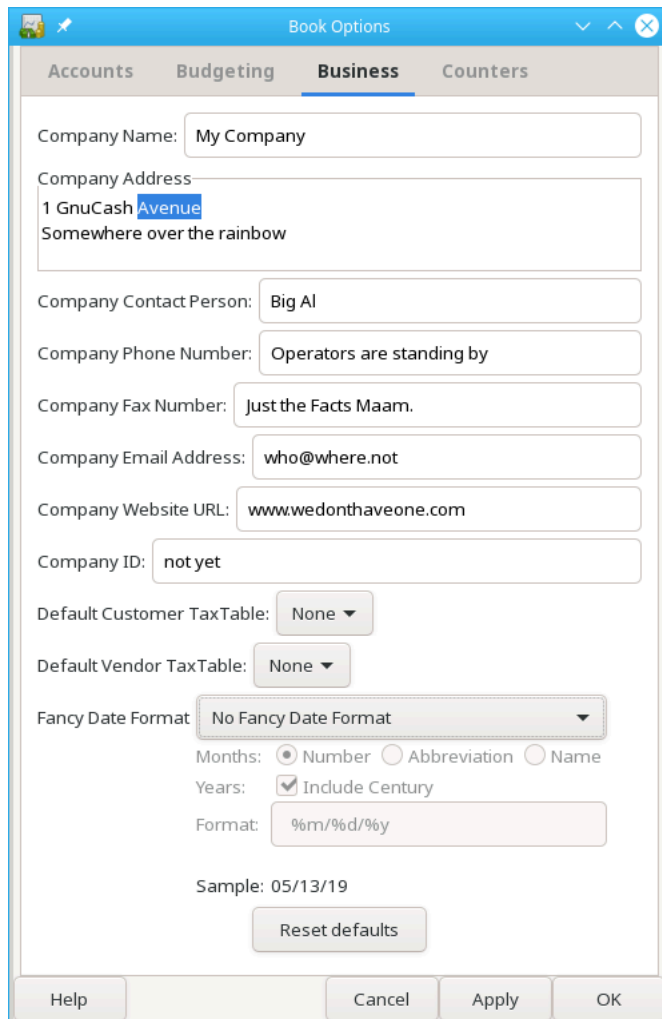 Book Options
Accounts Budgeting Business Counters
Company Name: My Company
Company Address
1 GnuCash Avenue
Somewhere over the rainbow
Company Contact Person: Big Al
Company Phone Number: Operators are standing by
Company Fax Number: Just the Facts Maam.
Company Email Address: who@where.not
Company Website URL: www.wedonthaveone.com
Company ID: not yet
Default Customer TaxTable: None
Default Vendor TaxTable: None
Fancy Date Format No Fancy Date Format
Months: Number Abbreviation Name
Years: Include Century
Format: %m/%d/%y
Sample: 05/13/19
Reset defaults
Help Cancel Apply OK